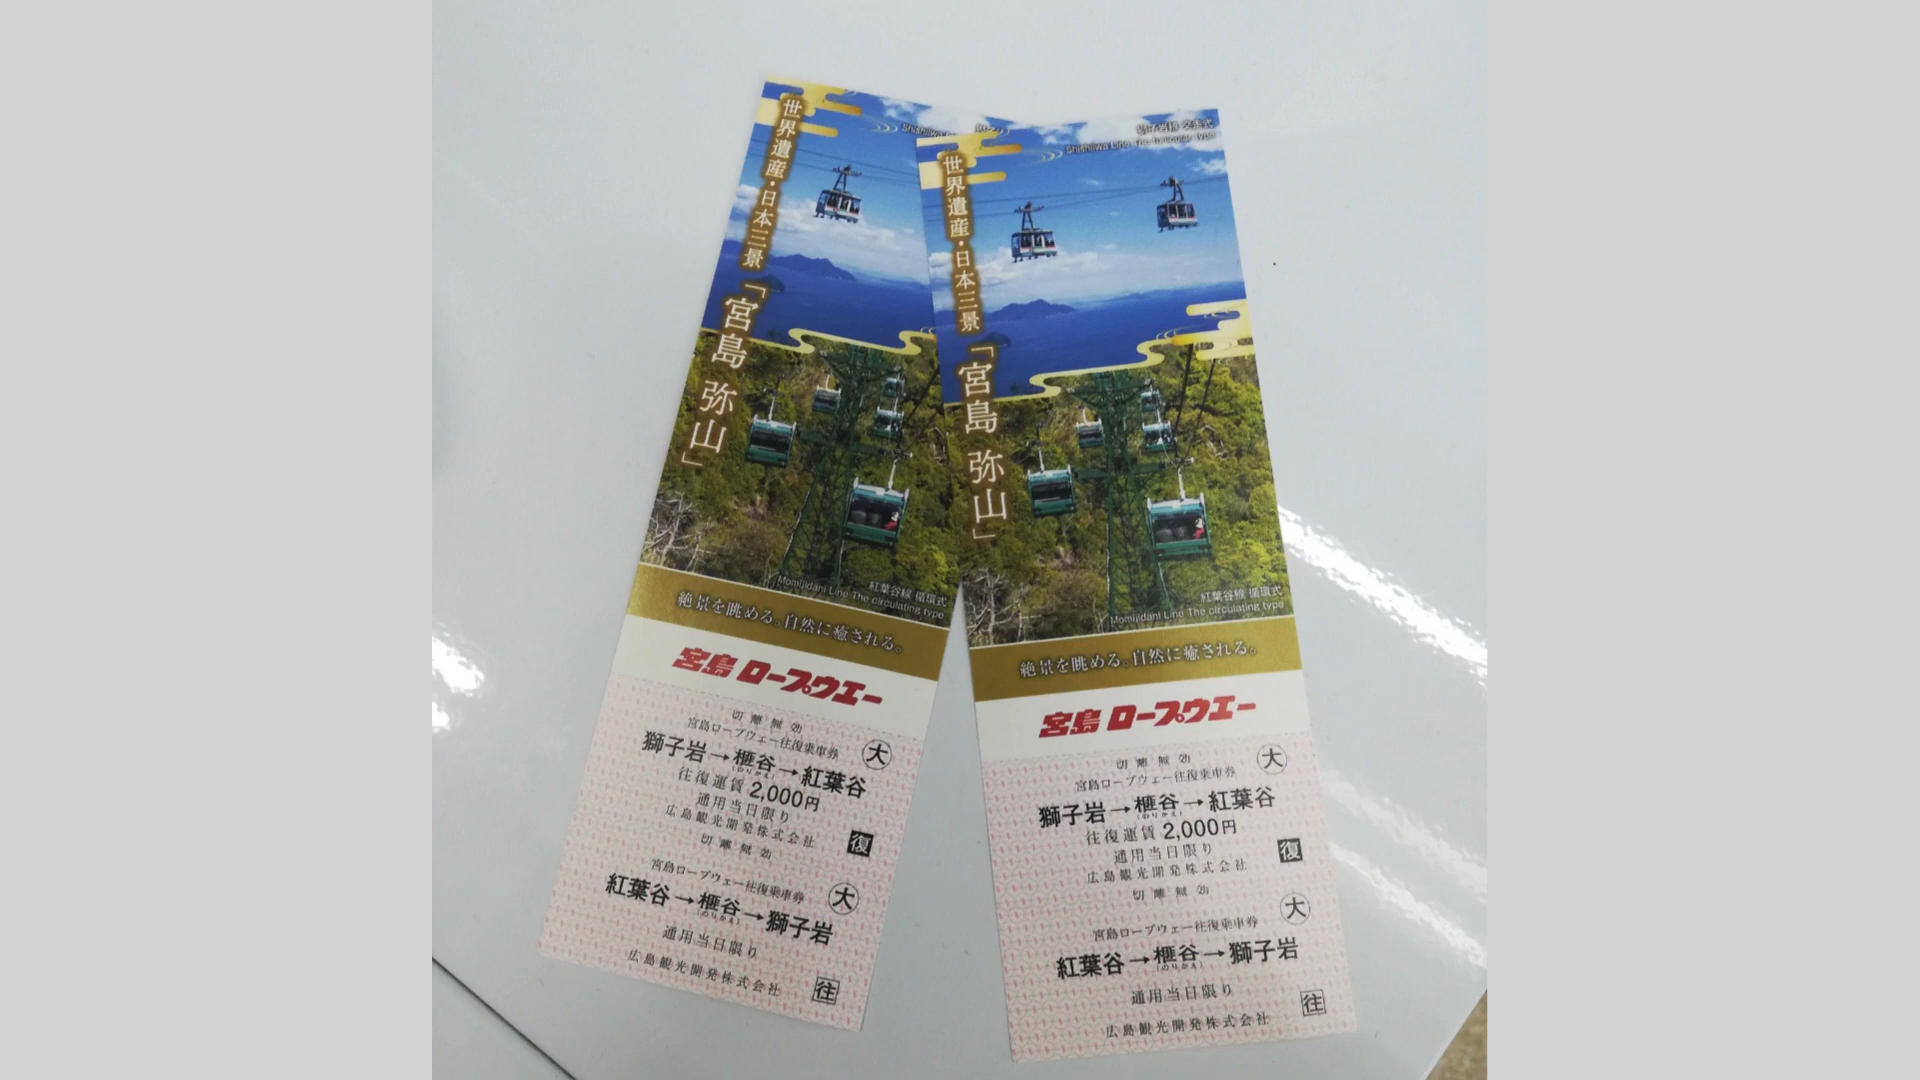 世界遺産・日本三景「宮島 弥山」
Shishiiwa
紅葉谷線 循環式
Momijidani Line The circulating type
絶景を眺める。自然に癒される。
宮島 ロープウエー
切離無効
宮島ロープウェー往復乗車券
大
獅子岩→榧谷→紅葉谷
(のりかえ)
往復運賃 2,000円
通用当日限り
広島観光開発株式会社
復
切離無効
宮島ロープウェー往復乗車券
大
紅葉谷→榧谷→獅子岩
(のりかえ)
通用当日限り
広島観光開発株式会社
往
獅子岩線 交走式
Shishiiwa Line The funicular type
世界遺産・日本三景「宮島 弥山」
紅葉谷線 循環式
Momijidani Line The circulating type
絶景を眺める。自然に癒される。
宮島 ロープウエー
切離無効
宮島ロープウェー往復乗車券
大
獅子岩→榧谷→紅葉谷
(のりかえ)
往復運賃 2,000円
通用当日限り
広島観光開発株式会社
復
切離無効
宮島ロープウェー往復乗車券
大
紅葉谷→榧谷→獅子岩
(のりかえ)
通用当日限り
広島観光開発株式会社
往